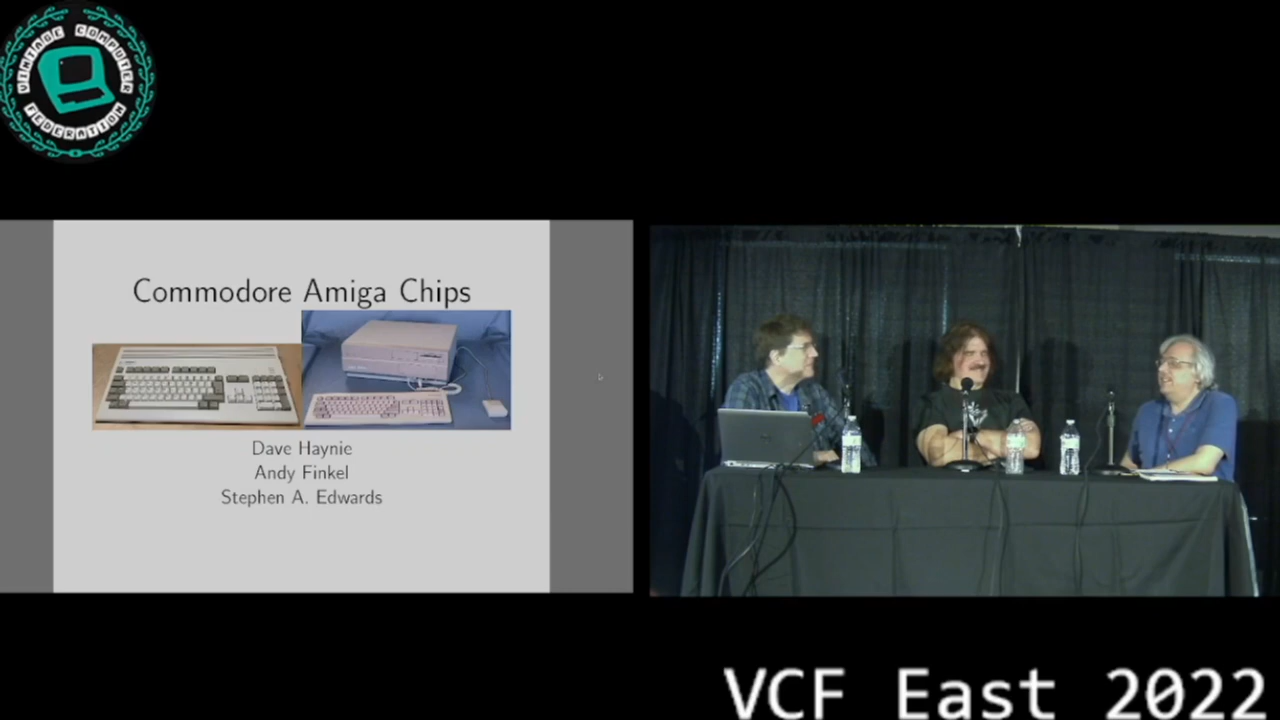 VINTAGE COMPUTER
FEDERATION
Commodore Amiga Chips
Dave Haynie
Andy Finkel
Stephen A. Edwards
VCF East 2022